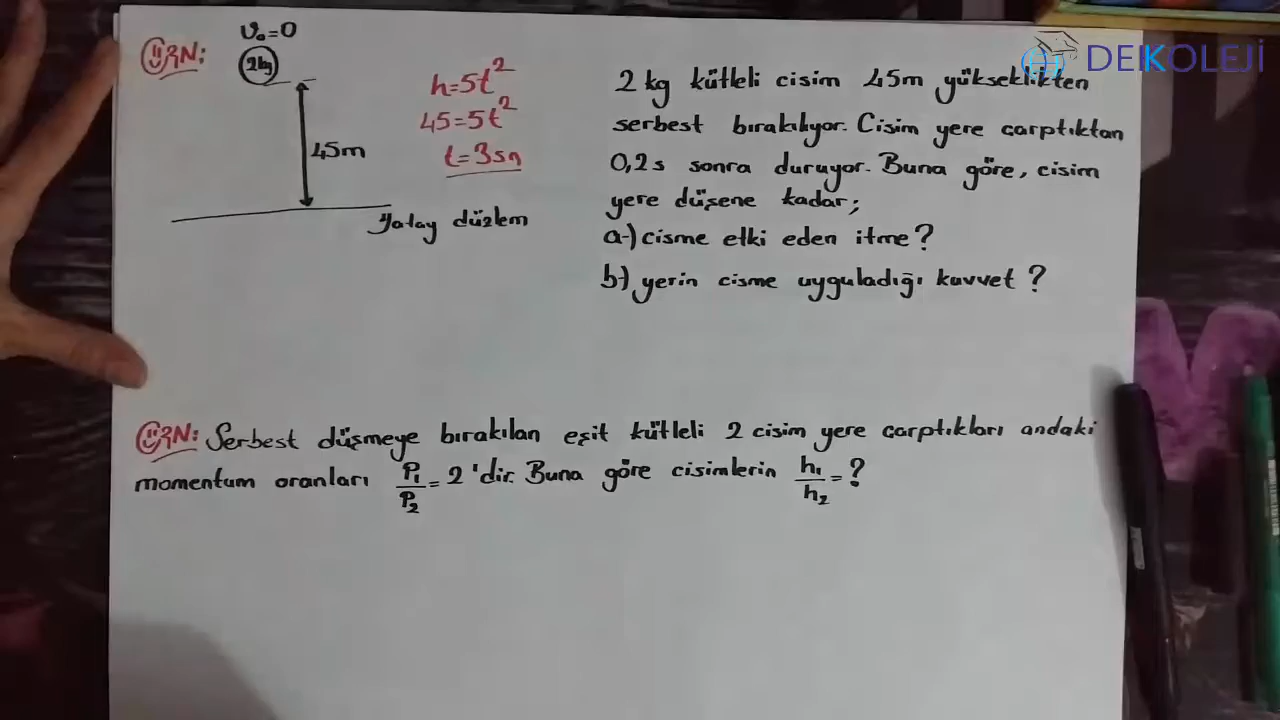 DEKOLEJİ
ÖRN:
V₀=0
2kg
45m
Yatay düzlem
h=5t²
45=5t²
t=3sn
2 kg kütleli cisim 45m yükseklikten
serbest bırakılıyor. Cisim yere çarptıktan
0,2s sonra duruyor. Buna göre, cisim
yere düşene kadar;
a-) cisme etki eden itme?
b-) yerin cisme uyguladığı kuvvet?
ÖRN: Serbest düşmeye bırakılan eşit kütleli 2 cisim yere çarptıkları andaki
momentum oranları P₁/P₂ = 2'dir. Buna göre cisimlerin h₁/h₂ = ?